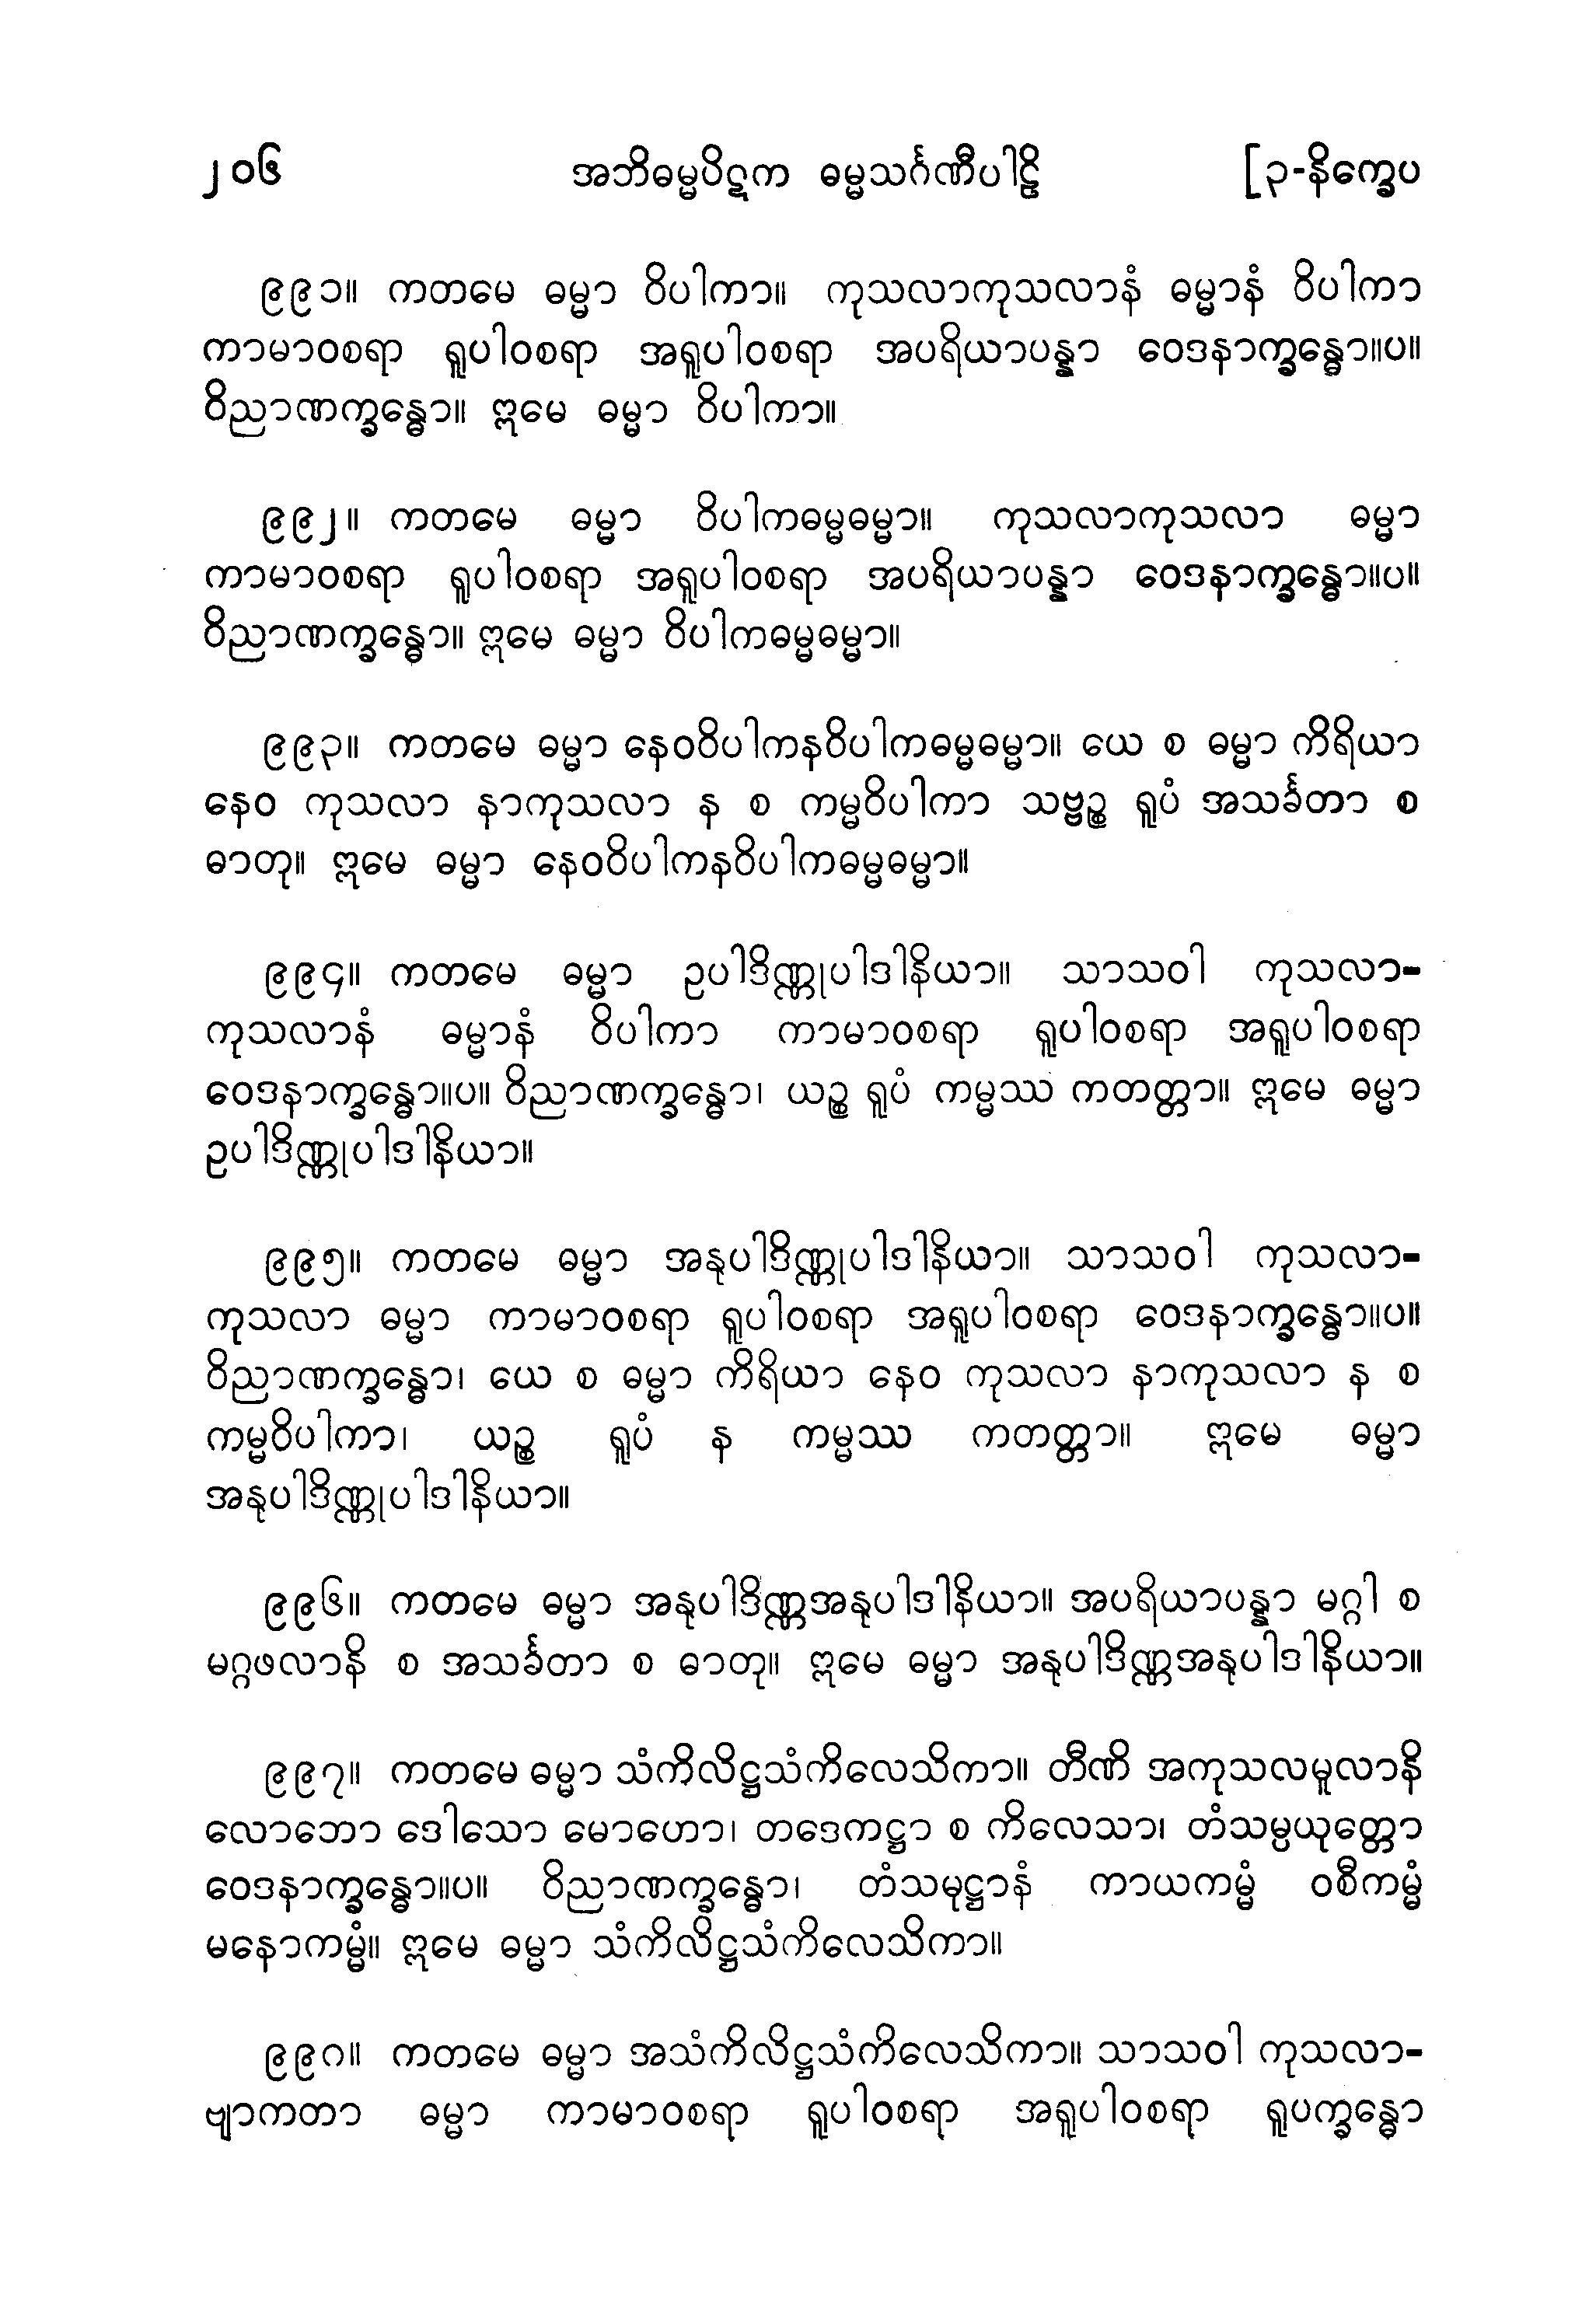 ၂၀၆ အဘိဓမ္မပိဋက ဓမ္မသင်္ဂဏီပါဠိ [၃-နိက္ခေပ
၉၉၁။ ကတမေ ဓမ္မာ ဝိပါကာ။ ကုသလာကုသလာနံ ဓမ္မာနံ ဝိပါကာ
ကာမာဝစရာ ရူပါဝစရာ အရူပါဝစရာ အပရိယာပန္နာ ဝေဒနာက္ခန္ဓော။ပ။
ဝိညာဏက္ခန္ဓော။ ဣမေ ဓမ္မာ ဝိပါကာ။
၉၉၂။ ကတမေ ဓမ္မာ ဝိပါကဓမ္မဓမ္မာ။ ကုသလာကုသလာ ဓမ္မာ
ကာမာဝစရာ ရူပါဝစရာ အရူပါဝစရာ အပရိယာပန္နာ ဝေဒနာက္ခန္ဓော။ပ။
ဝိညာဏက္ခန္ဓော။ ဣမေ ဓမ္မာ ဝိပါကဓမ္မဓမ္မာ။
၉၉၃။ ကတမေ ဓမ္မာ နေဝဝိပါကနဝိပါကဓမ္မဓမ္မာ။ ယေ စ ဓမ္မာ ကိရိယာ
နေဝ ကုသလာ နာကုသလာ န စ ကမ္မဝိပါကာ သဗ္ဗဉ္စ ရူပံ အသင်္ခတာ စ
ဓာတု။ ဣမေ ဓမ္မာ နေဝဝိပါကနဝိပါကဓမ္မဓမ္မာ။
၉၉၄။ ကတမေ ဓမ္မာ ဥပါဒိဏ္ဏုပါဒါနိယာ။ သာသဝါ ကုသလာ-
ကုသလာနံ ဓမ္မာနံ ဝိပါကာ ကာမာဝစရာ ရူပါဝစရာ အရူပါဝစရာ
ဝေဒနာက္ခန္ဓော။ပ။ ဝိညာဏက္ခန္ဓော၊ ယဉ္စ ရူပံ ကမ္မဿ ကတတ္တာ။ ဣမေ ဓမ္မာ
ဥပါဒိဏ္ဏုပါဒါနိယာ။
၉၉၅။ ကတမေ ဓမ္မာ အနုပါဒိဏ္ဏုပါဒါနိယာ။ သာသဝါ ကုသလာ-
ကုသလာ ဓမ္မာ ကာမာဝစရာ ရူပါဝစရာ အရူပါဝစရာ ဝေဒနာက္ခန္ဓော။ပ။
ဝိညာဏက္ခန္ဓော၊ ယေ စ ဓမ္မာ ကိရိယာ နေဝ ကုသလာ နာကုသလာ န စ
ကမ္မဝိပါကာ၊ ယဉ္စ ရူပံ န ကမ္မဿ ကတတ္တာ။ ဣမေ ဓမ္မာ
အနုပါဒိဏ္ဏုပါဒါနိယာ။
၉၉၆။ ကတမေ ဓမ္မာ အနုပါဒိဏ္ဏအနုပါဒါနိယာ။ အပရိယာပန္နာ မဂ္ဂါ စ
မဂ္ဂဖလာနိ စ အသင်္ခတာ စ ဓာတု။ ဣမေ ဓမ္မာ အနုပါဒိဏ္ဏအနုပါဒါနိယာ။
၉၉၇။ ကတမေ ဓမ္မာ သံကိလိဋ္ဌသံကိလေသိကာ။ တီဏိ အကုသလမူလာနိ
လောဘော ဒေါသော မောဟော၊ တဒေကဋ္ဌာ စ ကိလေသာ၊ တံသမ္ပယုတ္တော
ဝေဒနာက္ခန္ဓော။ပ။ ဝိညာဏက္ခန္ဓော၊ တံသမုဋ္ဌာနံ ကာယကမ္မံ ဝစီကမ္မံ
မနောကမ္မံ။ ဣမေ ဓမ္မာ သံကိလိဋ္ဌသံကိလေသိကာ။
၉၉၈။ ကတမေ ဓမ္မာ အသံကိလိဋ္ဌသံကိလေသိကာ။ သာသဝါ ကုသလာ-
ဗျာကတာ ဓမ္မာ ကာမာဝစရာ ရူပါဝစရာ အရူပါဝစရာ ရူပက္ခန္ဓော